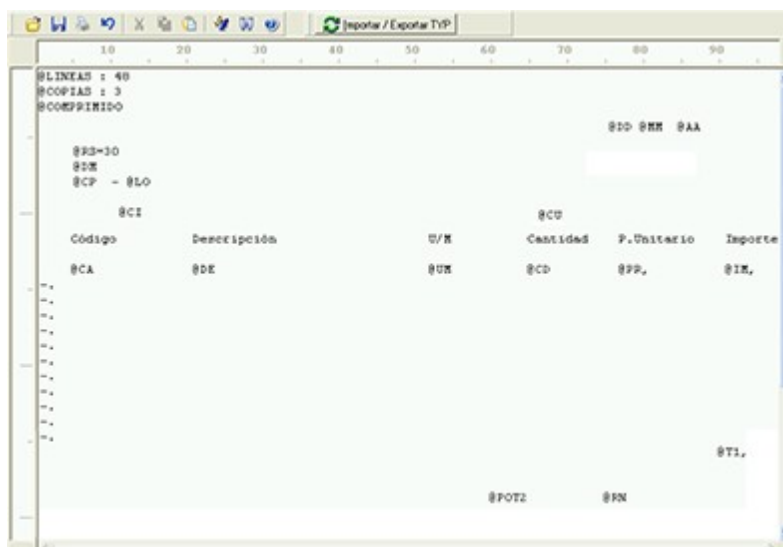 Importar / Exportar TYP
10 20 30 40 50 60 70 80 90
@LINEAS : 48
@COPIAS : 3
@COMPRIMIDO
@DD @MM @AA
@RS=30
@DM
@CP - @LO
@CI @CU
Código Descripción U/M Cantidad P.Unitario Importe
@CA @DE @UM @CD @PR, @IM,
-.
-.
-.
-.
-.
-.
-.
-.
-.
-.
-.
@T1,
@POT2 @RN